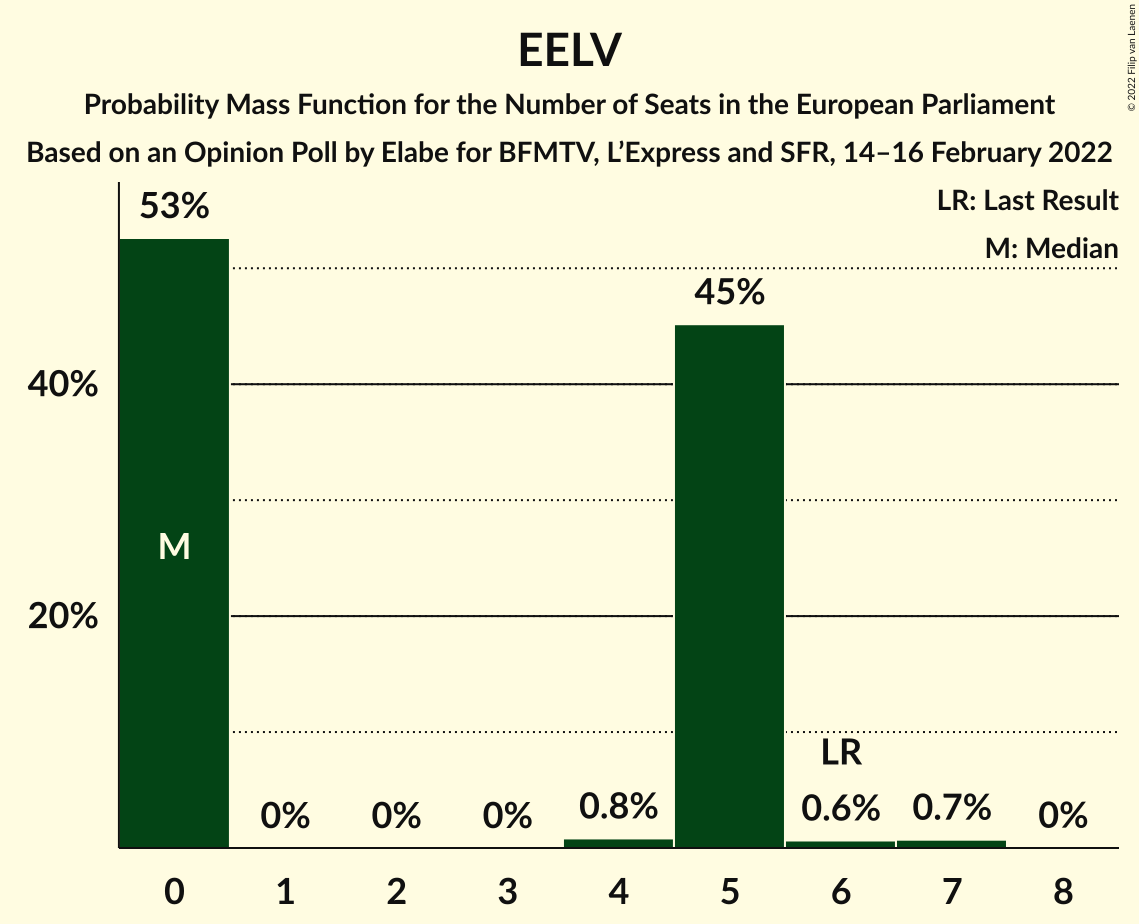 EELV
Probability Mass Function for the Number of Seats in the European Parliament
Based on an Opinion Poll by Elabe for BFMTV, L’Express and SFR, 14–16 February 2022
© 2022 Filip van Laenen
LR: Last Result
M: Median
53%
45%
40%
M
20%
LR
0% 0% 0% 0.8% 0.6% 0.7% 0%
0 1 2 3 4 5 6 7 8